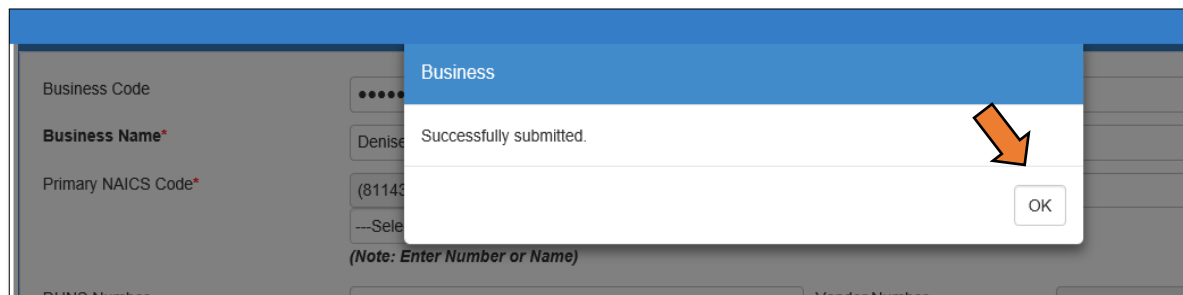 Business
Business Code
•••••
Successfully submitted.
Business Name*
Denise
Primary NAICS Code*
(81143
OK
---Sele
(Note: Enter Number or Name)